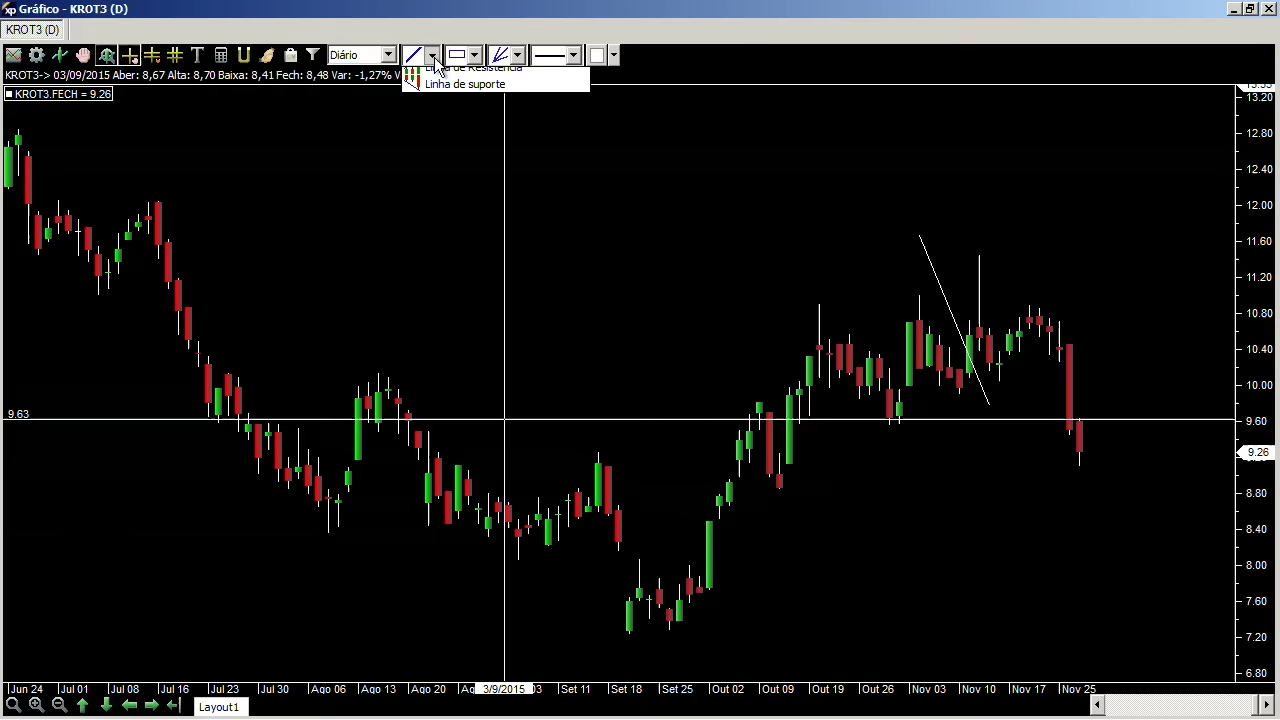 xp Gráfico - KROT3 (D)
KROT3 (D)
T U Diário
KROT3-> 03/09/2015 Aber: 8,67 Alta: 8,70 Baixa: 8,41 Fech: 8,48 Var: -1,27% V
Linha de Resistência
Linha de suporte
KROT3.FECH = 9.26
13.55
13.20
12.80
12.40
12.00
11.60
11.20
10.80
10.40
10.00
9.63
9.60
9.26
8.80
8.40
8.00
7.60
7.20
6.80
Jun 24 Jul 01 Jul 08 Jul 16 Jul 23 Jul 30 Ago 06 Ago 13 Ago 20 Ag 3/9/2015 03 Set 11 Set 18 Set 25 Out 02 Out 09 Out 19 Out 26 Nov 03 Nov 10 Nov 17 Nov 25
Layout1